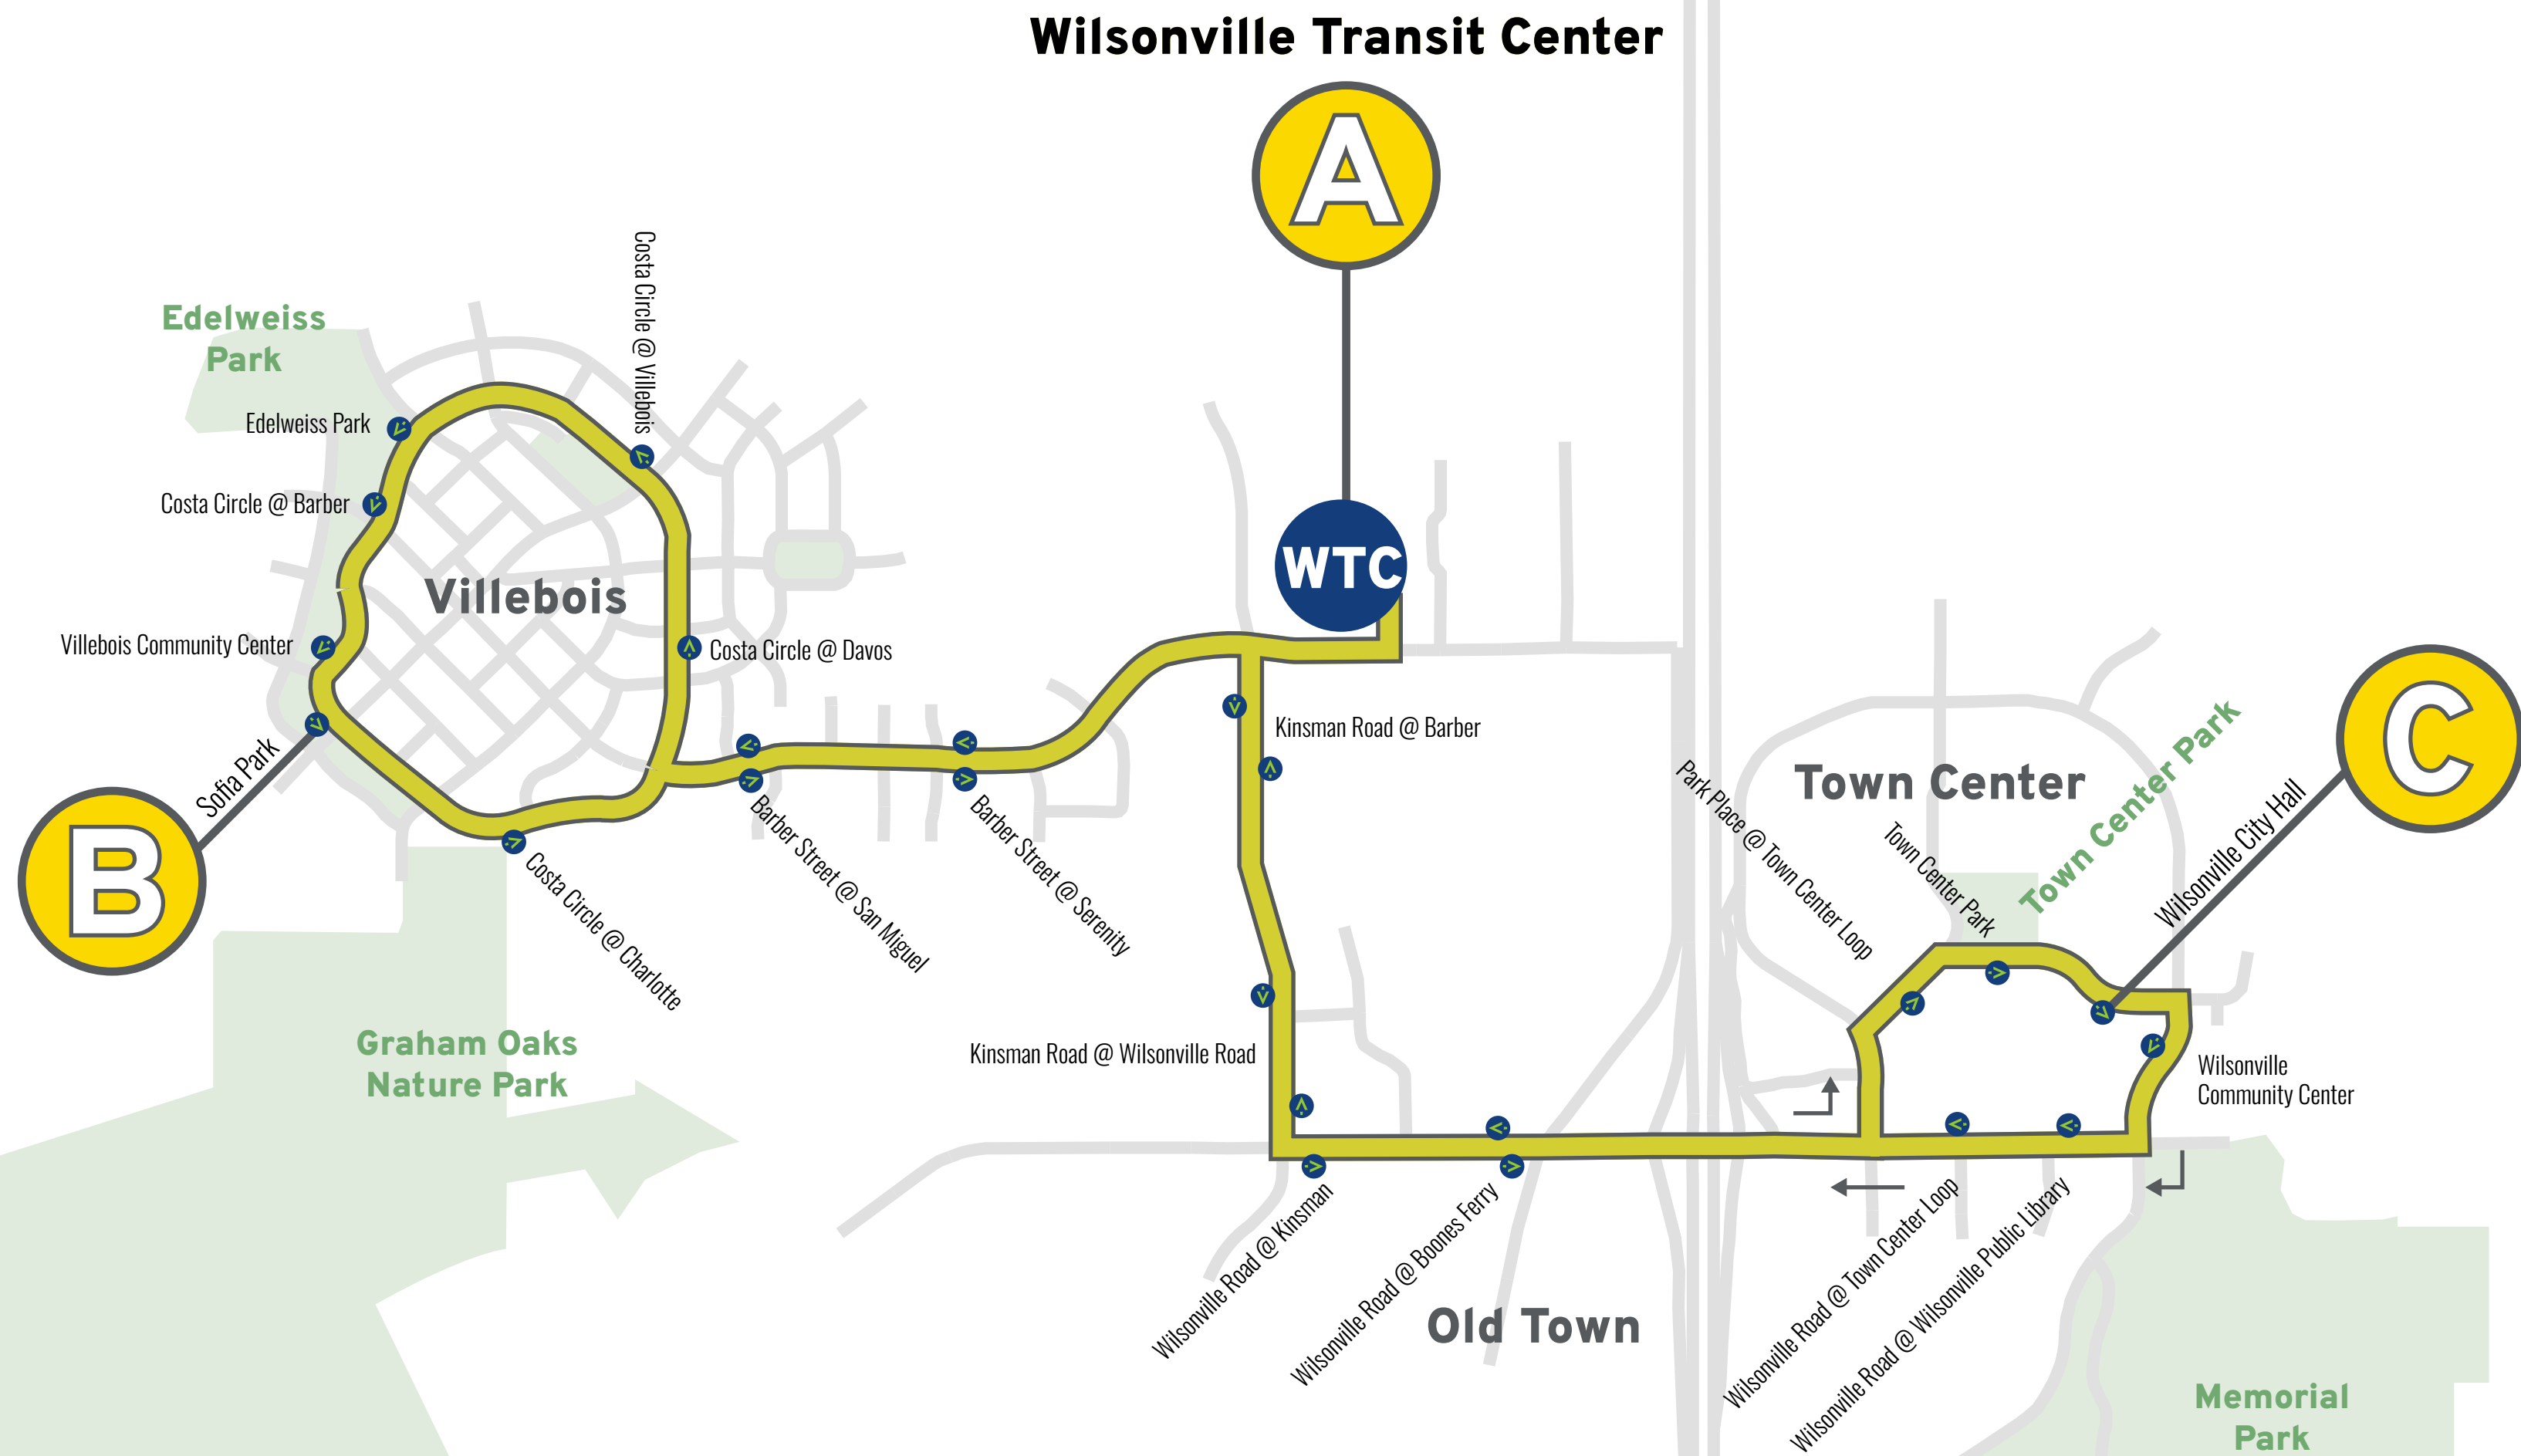 Wilsonville Transit Center
A
Costa Circle @ Villebois
Edelweiss
Park
Edelweiss Park
Costa Circle @ Barber
WTC
Villebois
Villebois Community Center
Costa Circle @ Davos
Sofia Park
B
Kinsman Road @ Barber
C
Town Center
Town Center Park
Park Place @ Town Center Loop
Town Center Park
Wilsonville City Hall
Barber Street @ San Miguel
Barber Street @ Serenity
Costa Circle @ Charlotte
Graham Oaks
Nature Park
Kinsman Road @ Wilsonville Road
Wilsonville
Community Center
Wilsonville Road @ Kinsman
Wilsonville Road @ Boones Ferry
Old Town
Wilsonville Road @ Town Center Loop
Wilsonville Road @ Wilsonville Public Library
Memorial
Park